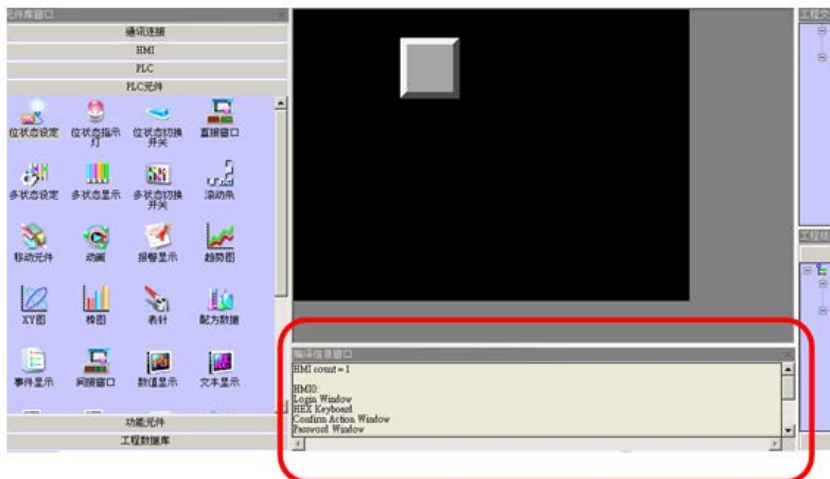 元件库窗口
通讯连接
HMI
PLC
PLC元件
位状态设定 位状态指示灯 位状态切换开关 直接窗口
多状态设定 多状态显示 多状态切换开关 滚动条
移动元件 动画 报警显示 趋势图
XY图 棒图 表针 配方数据
事件显示 间接窗口 数值显示 文本显示
功能元件
工程数据库
编译信息窗口
HMI count = 1
HMI0:
Login Window
HEX Keyboard
Confirm Action Window
Password Window